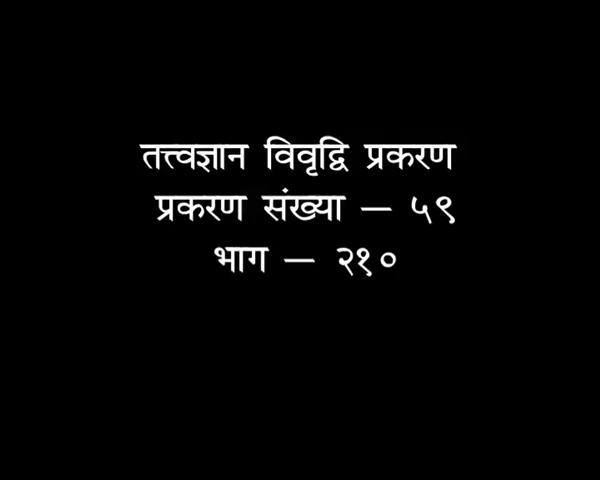 तत्त्वज्ञान विवृद्वि प्रकरण
प्रकरण संख्या – ५९
भाग – २१०